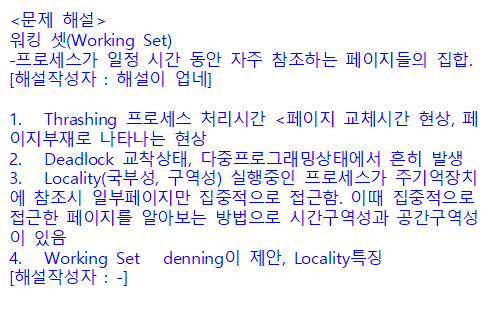 <문제 해설>
워킹 셋(Working Set)
-프로세스가 일정 시간 동안 자주 참조하는 페이지들의 집합.
[해설작성자 : 해설이 업네]
1. Thrashing 프로세스 처리시간 <페이지 교체시간 현상, 페
이지부재로 나타나는 현상
2. Deadlock 교착상태, 다중프로그래밍상태에서 흔히 발생
3. Locality(국부성, 구역성) 실행중인 프로세스가 주기억장치
에 참조시 일부페이지만 집중적으로 접근함. 이때 집중적으로
접근한 페이지를 알아보는 방법으로 시간구역성과 공간구역성
이 있음
4. Working Set denning이 제안, Locality특징
[해설작성자 : -]